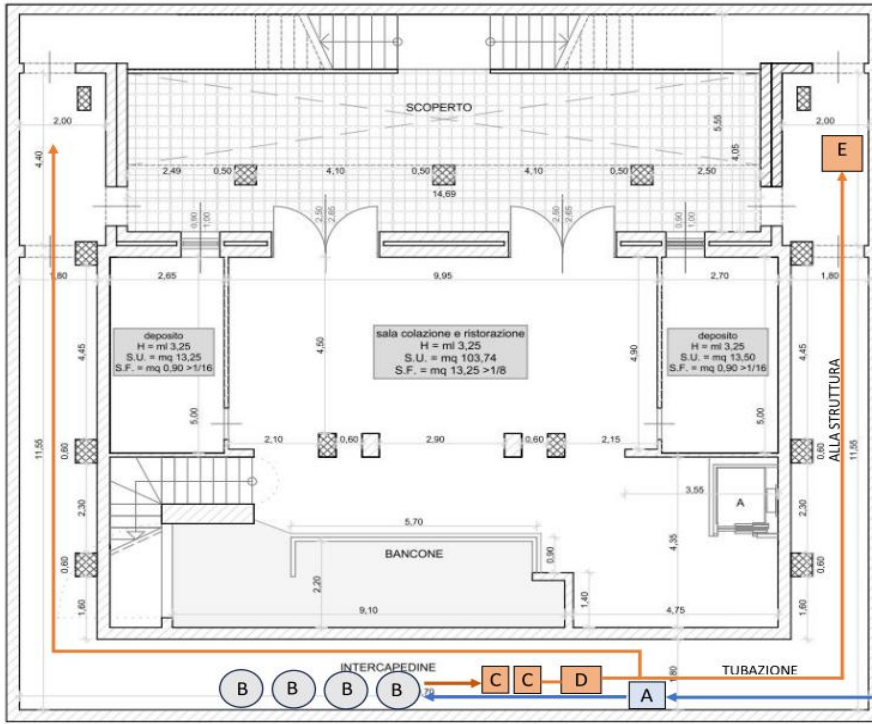 SCOPERTO
2,00
2,00
E
4,40
5,55
4,05
2,49
0,50
4,10
0,50
4,10
0,50
2,50
14,69
0,90
1,00
2,50
2,65
2,60
2,65
0,90
1,00
1,80
2,65
9,95
2,70
1,80
deposito
H = ml 3,25
S.U. = mq 13,25
S.F. = mq 0,90 >1/16
sala colazione e ristorazione
H = ml 3,25
S.U. = mq 103,74
S.F. = mq 13,25 >1/8
deposito
H = ml 3,25
S.U. = mq 13,50
S.F. = mq 0,90 >1/16
4,45
4,50
4,90
4,45
ALLA STRUTTURA
5,00
5,00
11,55
0,60
2,10
0,60
2,90
0,60
2,15
0,60
11,55
3,55
A
2,30
5,70
4,35
2,30
BANCONE
0,90
0,60
2,20
1,40
0,60
1,60
9,10
4,75
1,60
INTERCAPEDINE
1,80
TUBAZIONE
B B B B C C D A
,70